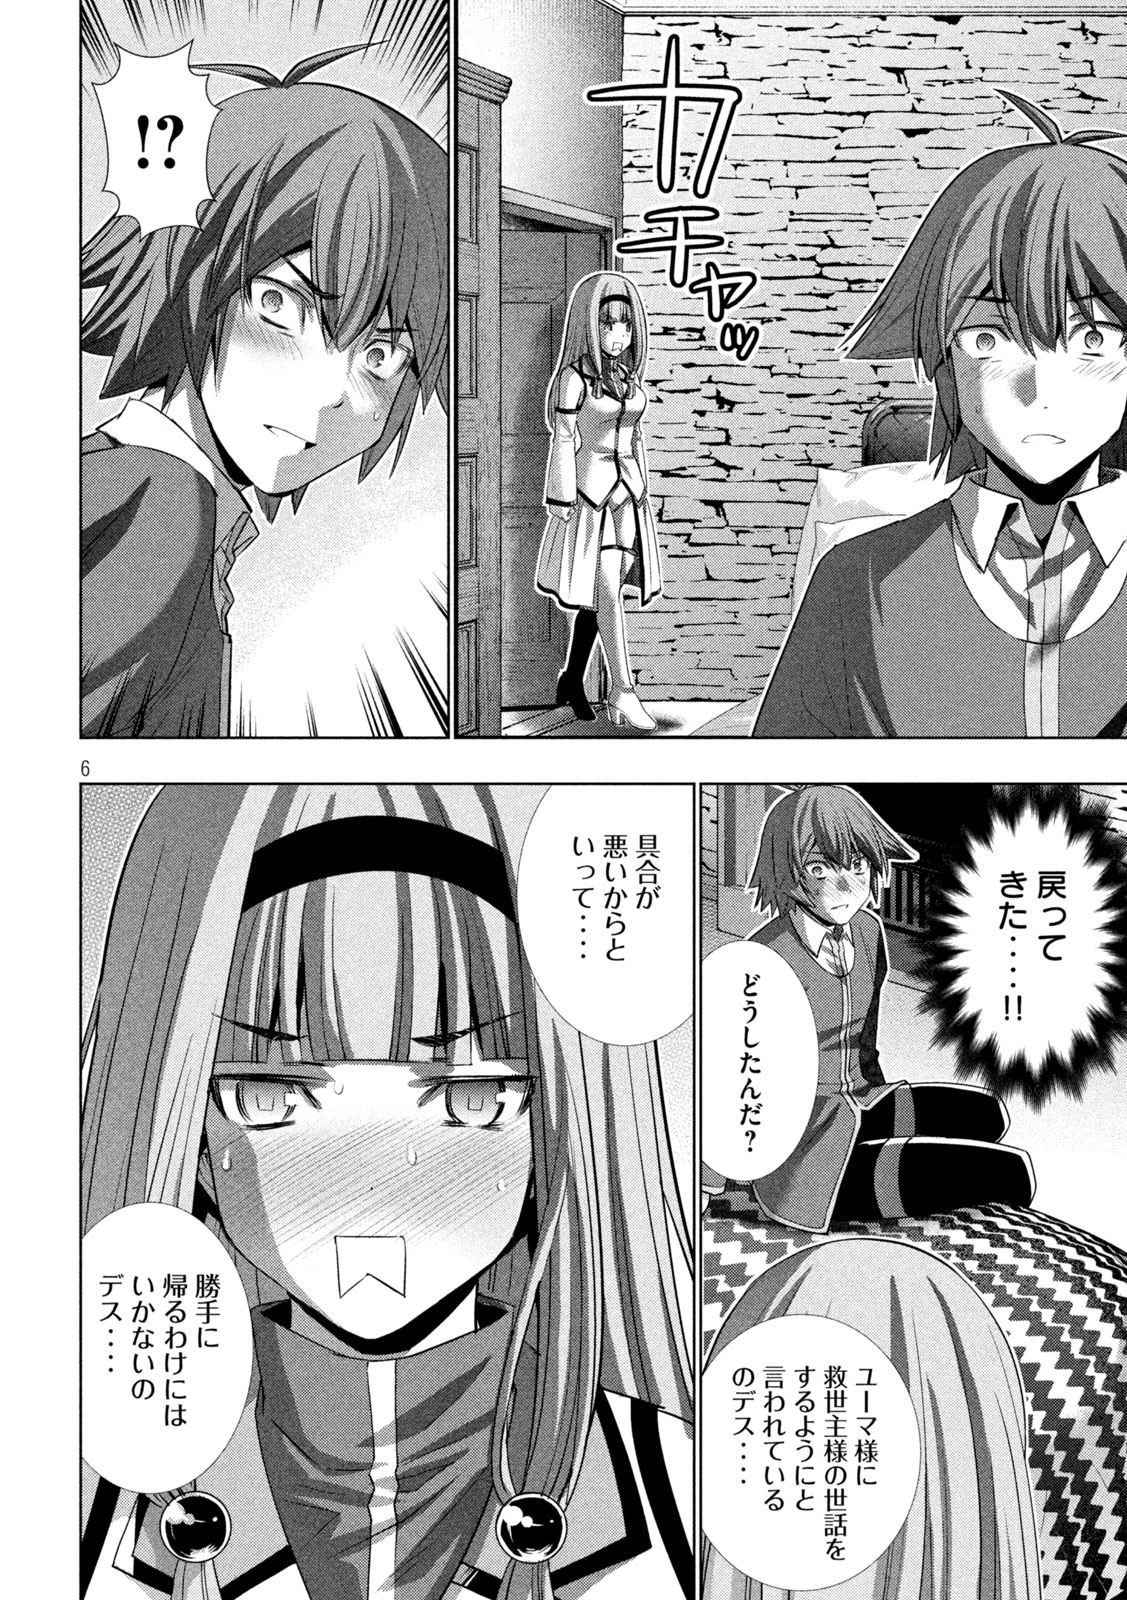 カチャッ
!?
戻って
きた‥‥!!
どうしたんだ?
ユーマ様に
救世主様の世話を
するようにと
言われている
のデス‥‥
具合が
悪いからと
いって‥‥
勝手に
帰るわけには
いかないの
デス‥‥
6